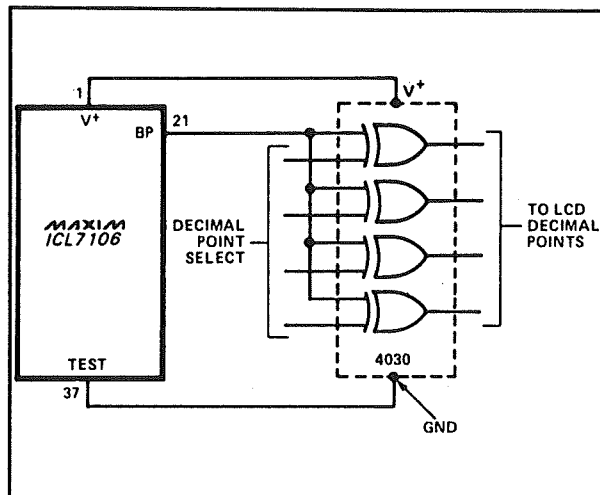 1
V+
V+
21
BP
MAXIM
ICL7106
DECIMAL
POINT
SELECT
TO LCD
DECIMAL
POINTS
TEST
4030
37
GND